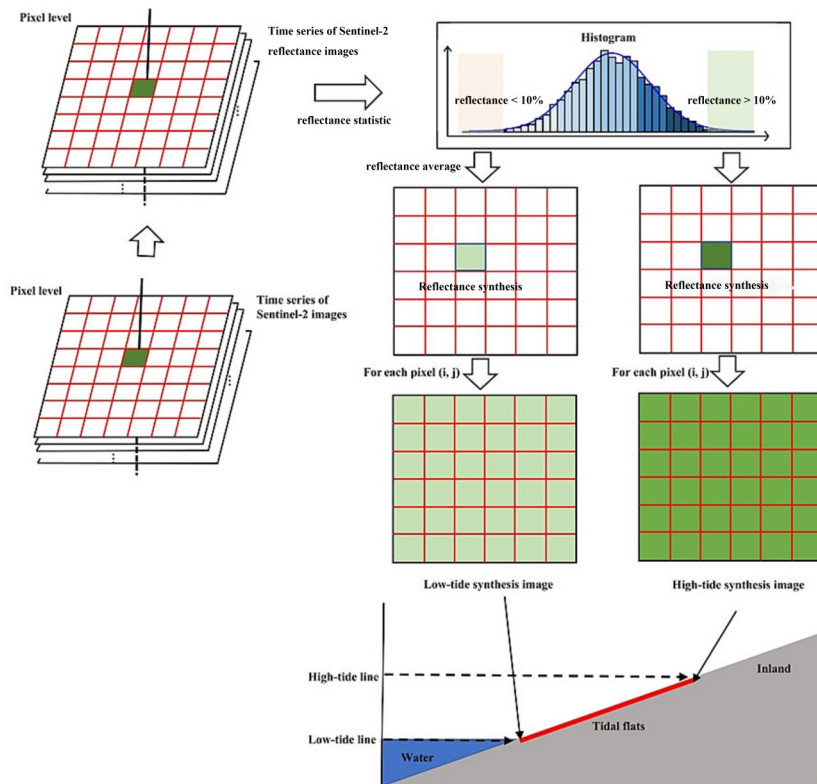 Pixel level
Time series of Sentinel-2
reflectance images
reflectance statistic
Histogram
reflectance < 10%
reflectance > 10%
reflectance average
Reflectance synthesis
Reflectance synthesis
Pixel level
Time series of
Sentinel-2 images
For each pixel (i, j)
For each pixel (i, j)
Low-tide synthesis image
High-tide synthesis image
High-tide line
Inland
Low-tide line
Tidal flats
Water